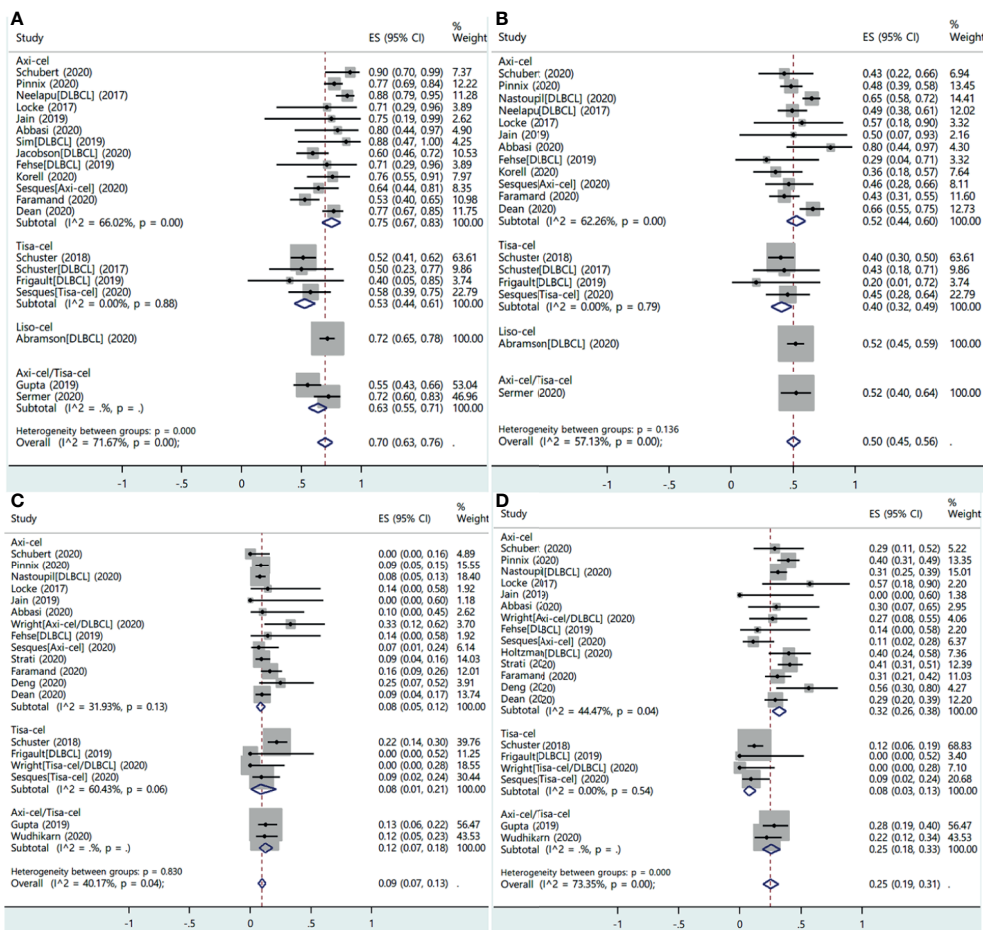 A
Study
ES (95% CI)
%
Weight
Axi-cel
Schubert (2020) 0.90 (0.70, 0.99) 7.37
Pinnix (2020) 0.77 (0.69, 0.84) 12.22
Neelapu[DLBCL] (2017) 0.88 (0.79, 0.95) 11.28
Locke (2017) 0.71 (0.29, 0.96) 3.89
Jain (2019) 0.75 (0.19, 0.99) 2.62
Abbasi (2020) 0.80 (0.44, 0.97) 4.90
Sim[DLBCL] (2019) 0.88 (0.47, 1.00) 4.25
Jacobson[DLBCL] (2020) 0.60 (0.46, 0.72) 10.53
Fehse[DLBCL] (2019) 0.71 (0.29, 0.96) 3.89
Korell (2020) 0.76 (0.55, 0.91) 7.97
Sesques[Axi-cel] (2020) 0.64 (0.44, 0.81) 8.35
Faramand (2020) 0.53 (0.40, 0.65) 10.98
Dean (2020) 0.77 (0.67, 0.85) 11.75
Subtotal (I^2 = 66.02%, p = 0.00) 0.75 (0.67, 0.83) 100.00
Tisa-cel
Schuster (2018) 0.52 (0.41, 0.62) 63.61
Schuster[DLBCL] (2017) 0.50 (0.23, 0.77) 9.86
Frigault[DLBCL] (2019) 0.40 (0.05, 0.85) 3.74
Sesques[Tisa-cel] (2020) 0.58 (0.39, 0.75) 22.79
Subtotal (I^2 = 0.00%, p = 0.88) 0.53 (0.44, 0.61) 100.00
Liso-cel
Abramson[DLBCL] (2020) 0.72 (0.65, 0.78) 100.00
Axi-cel/Tisa-cel
Gupta (2019) 0.55 (0.43, 0.66) 53.04
Sermer (2020) 0.72 (0.60, 0.83) 46.96
Subtotal (I^2 = .%, p = .) 0.63 (0.55, 0.71) 100.00
Heterogeneity between groups: p = 0.000
Overall (I^2 = 71.67%, p = 0.00); 0.70 (0.63, 0.76) .
-1 -.5 0 .5 1
B
Study
ES (95% CI)
%
Weight
Axi-cel
Schuber: (2020) 0.43 (0.22, 0.66) 6.94
Pinnix (2020) 0.48 (0.39, 0.58) 13.45
Nastoupil[DLBCL] (2020) 0.65 (0.58, 0.72) 14.41
Neelapu[DLBCL] (2017) 0.49 (0.38, 0.61) 12.02
Locke (2017) 0.57 (0.18, 0.90) 3.32
Jain (2019) 0.50 (0.07, 0.93) 2.16
Abbasi (2020) 0.80 (0.44, 0.97) 4.30
Fehse[DLBCL] (2019) 0.29 (0.04, 0.71) 3.32
Korell (2020) 0.36 (0.18, 0.57) 7.64
Sesques[Axi-cel] (2020) 0.46 (0.28, 0.66) 8.11
Faramand (2020) 0.43 (0.31, 0.55) 11.60
Dean (2020) 0.66 (0.55, 0.75) 12.73
Subtotal (I^2 = 62.26%, p = 0.00) 0.52 (0.44, 0.60) 100.00
Tisa-cel
Schuster (2018) 0.40 (0.30, 0.50) 63.61
Schuster[DLBCL] (2017) 0.43 (0.18, 0.71) 9.86
Frigault[DLBCL] (2019) 0.20 (0.01, 0.72) 3.74
Sesques[Tisa-cel] (2020) 0.45 (0.28, 0.64) 22.79
Subtotal (I^2 = 0.00%, p = 0.79) 0.40 (0.32, 0.49) 100.00
Liso-cel
Abramson[DLBCL] (2020) 0.52 (0.45, 0.59) 100.00
Axi-cel/Tisa-cel
Sermer (2020) 0.52 (0.40, 0.64) 100.00
Heterogeneity between groups: p = 0.136
Overall (I^2 = 57.13%, p = 0.00); 0.50 (0.45, 0.56) .
-1 -.5 0 .5 1
C
Study
ES (95% CI)
%
Weight
Axi-cel
Schubert (2020) 0.00 (0.00, 0.16) 4.89
Pinnix (2020) 0.09 (0.05, 0.15) 15.55
Nastoupil[DLBCL] (2020) 0.08 (0.05, 0.13) 18.40
Locke (2017) 0.14 (0.00, 0.58) 1.92
Jain (2019) 0.00 (0.00, 0.60) 1.18
Abbasi (2020) 0.10 (0.00, 0.45) 2.62
Wright[Axi-cel/DLBCL] (2020) 0.33 (0.12, 0.62) 3.70
Fehse[DLBCL] (2019) 0.14 (0.00, 0.58) 1.92
Sesques[Axi-cel] (2020) 0.07 (0.01, 0.24) 6.14
Strati (2020) 0.09 (0.04, 0.16) 14.03
Faramand (2020) 0.16 (0.09, 0.26) 12.01
Deng (2020) 0.25 (0.07, 0.52) 3.91
Dean (2020) 0.09 (0.04, 0.17) 13.74
Subtotal (I^2 = 31.93%, p = 0.13) 0.08 (0.05, 0.12) 100.00
Tisa-cel
Schuster (2018) 0.22 (0.14, 0.30) 39.76
Frigault[DLBCL] (2019) 0.00 (0.00, 0.52) 11.25
Wright[Tisa-cel/DLBCL] (2020) 0.00 (0.00, 0.28) 18.55
Sesques[Tisa-cel] (2020) 0.09 (0.02, 0.24) 30.44
Subtotal (I^2 = 60.43%, p = 0.06) 0.08 (0.01, 0.21) 100.00
Axi-cel/Tisa-cel
Gupta (2019) 0.13 (0.06, 0.22) 56.47
Wudhikarn (2020) 0.12 (0.05, 0.23) 43.53
Subtotal (I^2 = .%, p = .) 0.12 (0.07, 0.18) 100.00
Heterogeneity between groups: p = 0.830
Overall (I^2 = 40.17%, p = 0.04); 0.09 (0.07, 0.13) .
-1 -.5 0 .5 1
D
Study
ES (95% CI)
%
Weight
Axi-cel
Schuber: (2020) 0.29 (0.11, 0.52) 5.22
Pinnix (2020) 0.40 (0.31, 0.49) 13.35
Nastoupil[DLBCL] (2020) 0.31 (0.25, 0.39) 15.01
Locke (2017) 0.57 (0.18, 0.90) 2.20
Jain (2019) 0.00 (0.00, 0.60) 1.38
Abbasi (2020) 0.30 (0.07, 0.65) 2.95
Wright[Axi-cel/DLBCL] (2020) 0.27 (0.08, 0.55) 4.06
Fehse[DLBCL] (2019) 0.14 (0.00, 0.58) 2.20
Sesques[Axi-cel] (2020) 0.11 (0.02, 0.28) 6.37
Holtzman[DLBCL] (2020) 0.40 (0.24, 0.58) 7.36
Strati (2020) 0.41 (0.31, 0.51) 12.39
Faramand (2020) 0.31 (0.21, 0.42) 11.03
Deng (2020) 0.56 (0.30, 0.80) 4.27
Dean (2020) 0.29 (0.20, 0.39) 12.20
Subtotal (I^2 = 44.47%, p = 0.04) 0.32 (0.26, 0.38) 100.00
Tisa-cel
Schuster (2018) 0.12 (0.06, 0.19) 68.83
Frigault[DLBCL] (2019) 0.00 (0.00, 0.52) 3.40
Wright[Tisa-cel/DLBCL] (2020) 0.00 (0.00, 0.28) 7.10
Sesques[Tisa-cel] (2020) 0.09 (0.02, 0.24) 20.68
Subtotal (I^2 = 0.00%, p = 0.54) 0.08 (0.03, 0.13) 100.00
Axi-cel/Tisa-cel
Gupta (2019) 0.28 (0.19, 0.40) 56.47
Wudhikarn (2020) 0.22 (0.12, 0.34) 43.53
Subtotal (I^2 = .%, p = .) 0.25 (0.18, 0.33) 100.00
Heterogeneity between groups: p = 0.000
Overall (I^2 = 73.35%, p = 0.00); 0.25 (0.19, 0.31) .
-1 -.5 0 .5 1